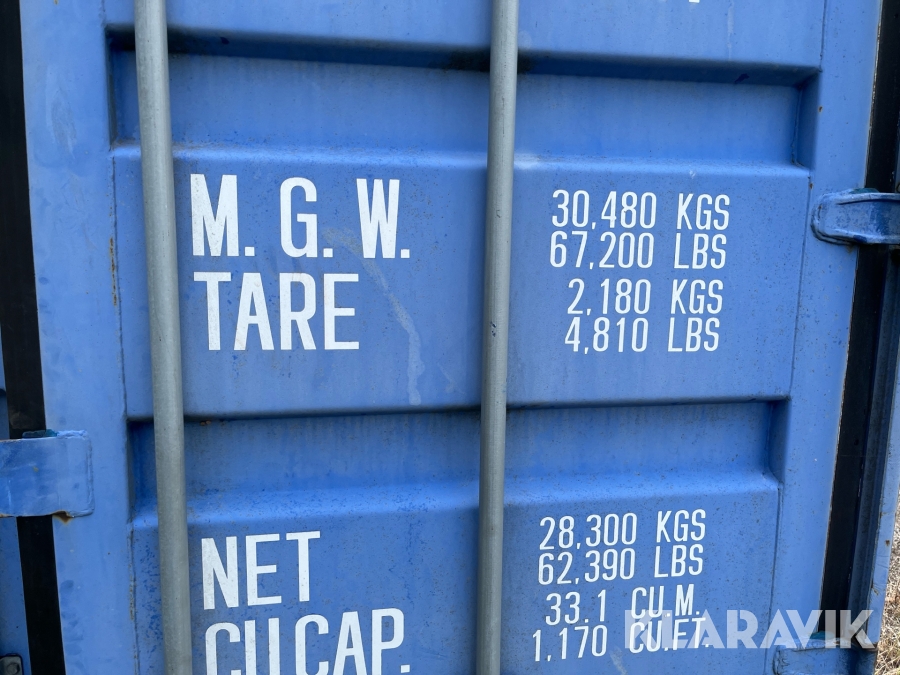 M. G. W. 30,480 KGS
67,200 LBS
TARE 2,180 KGS
4,810 LBS
NET 28,300 KGS
62,390 LBS
CU.CAP. 33.1 CU.M.
1,170 CU.FT.
KLARAVIK